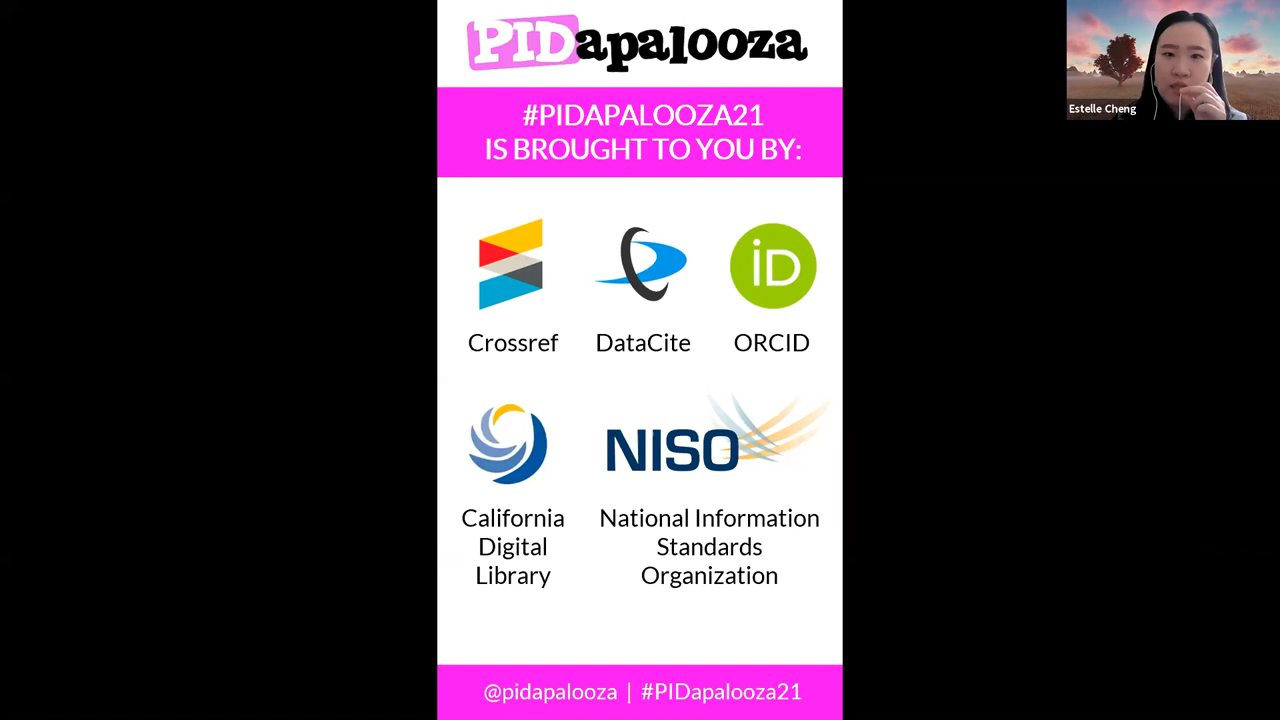 PIDapalooza
#PIDAPALOOZA21
IS BROUGHT TO YOU BY:
Estelle Cheng
iD
Crossref
DataCite
ORCID
NISO
California
Digital
Library
National Information
Standards
Organization
@pidapalooza | #PIDapalooza21